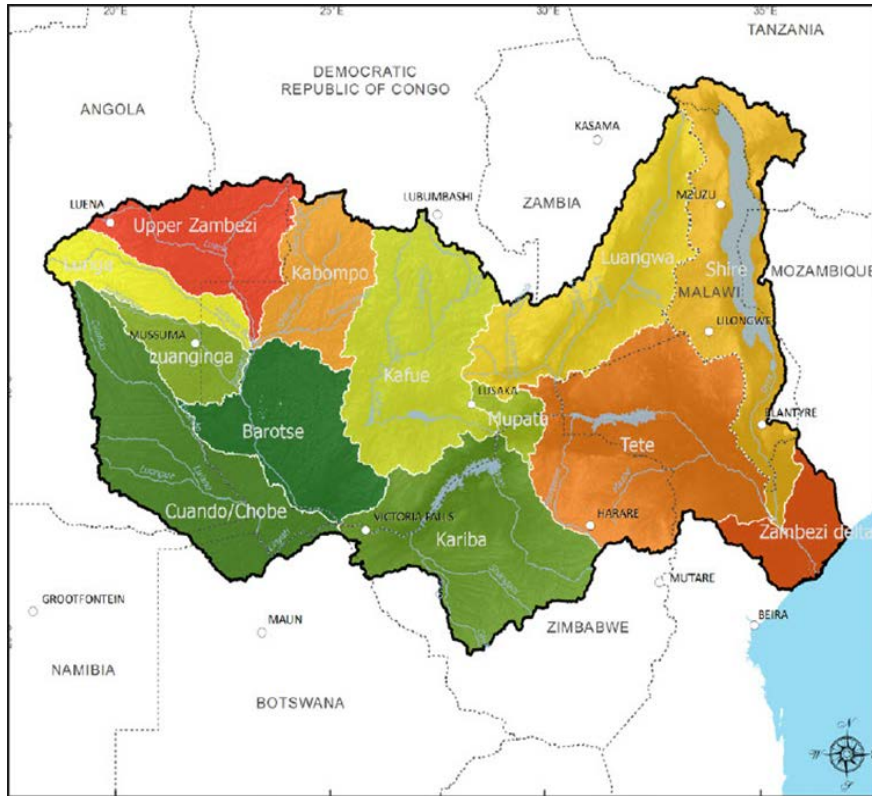 20°E
25°E
30°E
35°E
TANZANIA
DEMOCRATIC
REPUBLIC OF CONGO
ANGOLA
KASAMA
LUENA
LUBUMBASHI
ZAMBIA
MZUZU
Upper Zambezi
Kabompo
Luangwa
Shire
MOZAMBIQUE
MALAWI
LILONGWE
MUSSUMA
Kafue
LUSAKA
Mupata
BLANTYRE
Barotse
Tete
Cuando/Chobe
VICTORIA FALLS
HARARE
Zambezi delta
Kariba
MUTARE
GROOTFONTEIN
MAUN
ZIMBABWE
BEIRA
NAMIBIA
BOTSWANA
N
W
E
S